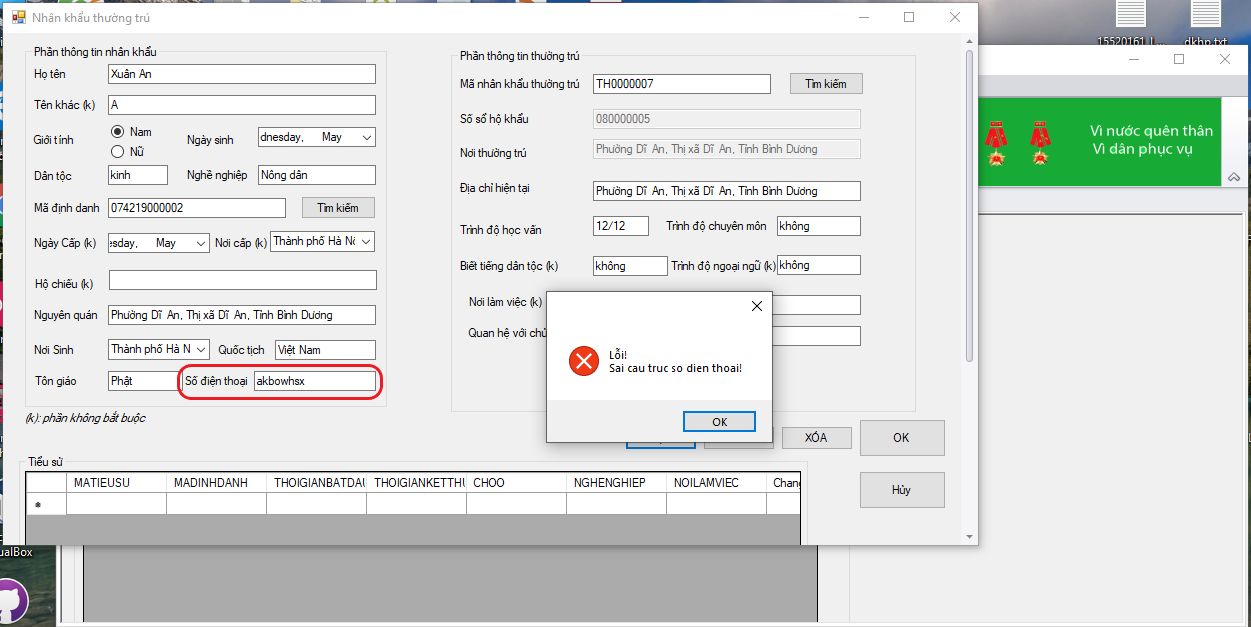 Nhân khẩu thường trú
15520161_L...
dkhp.txt
Phần thông tin nhân khẩu
Họ tên
Xuân An
Tên khác (k)
A
Giới tính
Nam
Nữ
Ngày sinh
dnesday, May
Dân tộc
kinh
Nghề nghiệp
Nông dân
Mã định danh
074219000002
Tìm kiếm
Ngày Cấp (k)
esday, May
Nơi cấp (k)
Thành phố Hà Nộ
Hộ chiếu (k)
Nguyên quán
Phường Dĩ An, Thị xã Dĩ An, Tỉnh Bình Dương
Nơi Sinh
Thành phố Hà N
Quốc tịch
Việt Nam
Tôn giáo
Phật
Số điện thoại
akbowhsx
(k): phần không bắt buộc
Phần thông tin thường trú
Mã nhân khẩu thường trú
TH0000007
Tìm kiếm
Số sổ hộ khẩu
080000005
Nơi thường trú
Phường Dĩ An, Thị xã Dĩ An, Tỉnh Bình Dương
Địa chỉ hiện tại
Phường Dĩ An, Thị xã Dĩ An, Tỉnh Bình Dương
Trình độ học vấn
12/12
Trình độ chuyên môn
không
Biết tiếng dân tộc (k)
không
Trình độ ngoại ngữ (k)
không
Nơi làm việc (k)
Quan hệ với chủ
Lỗi!
Sai cau truc so dien thoai!
OK
XÓA
OK
Hủy
Tiểu sử
MATIEUSU
MADINHDANH
THOIGIANBATDAU
THOIGIANKETTHU
CHOO
NGHENGHIEP
NOILAMVIEC
Chang
Vì nước quên thân
Vì dân phục vụ
ualBox